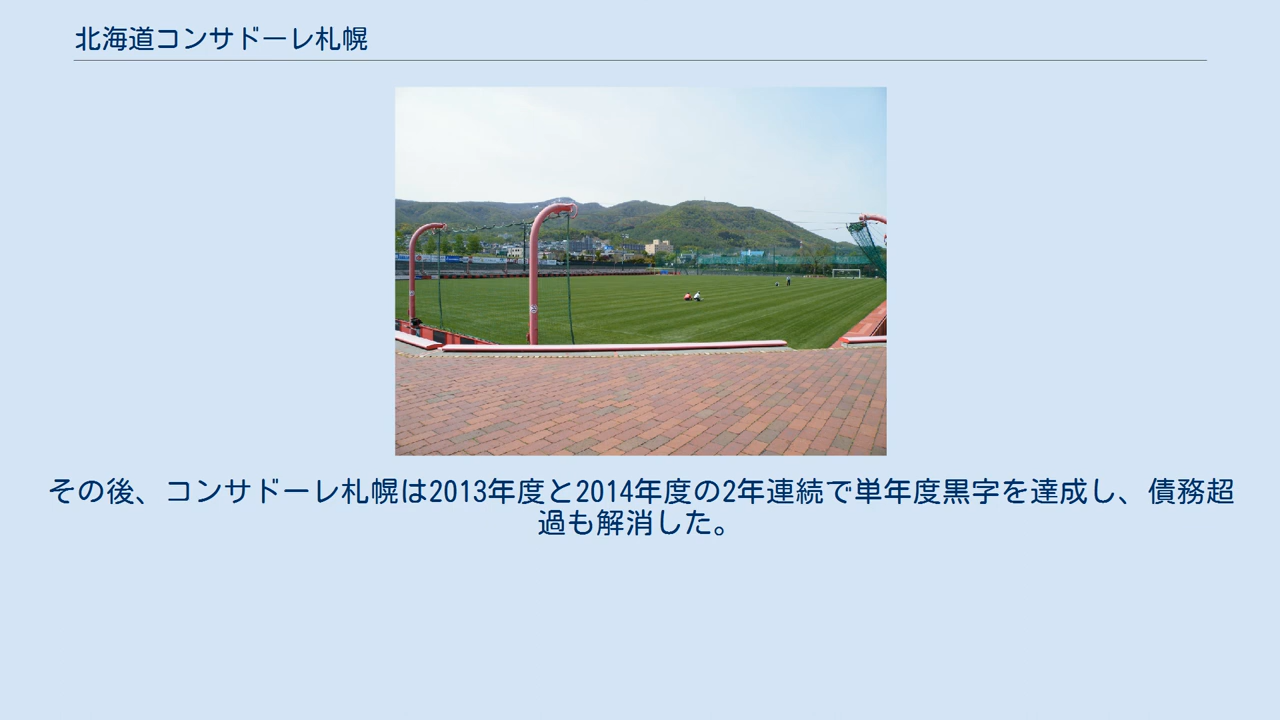 北海道コンサドーレ札幌
その後、コンサドーレ札幌は2013年度と2014年度の2年連続で単年度黒字を達成し、債務超
過も解消した。